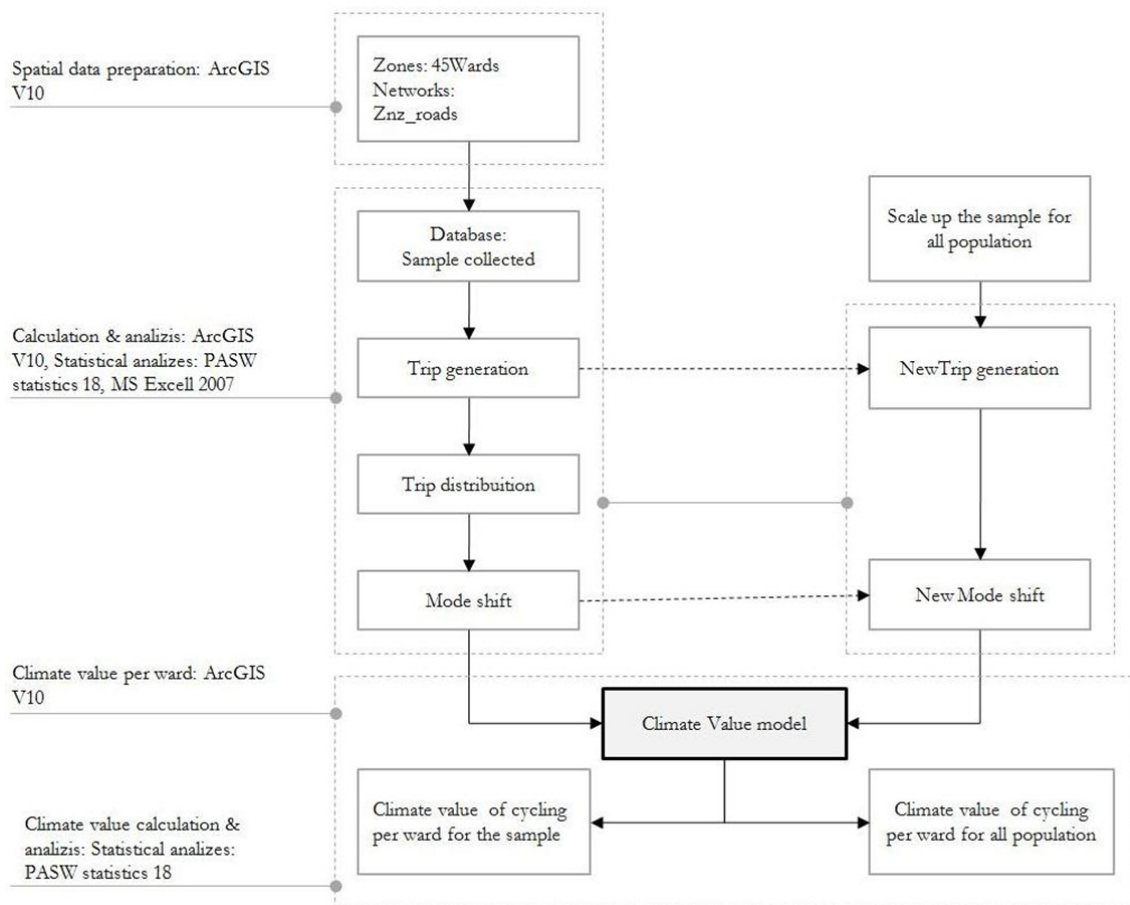 Spatial data preparation: ArcGIS
V10
Zones: 45Wards
Networks:
Znz_roads
Database:
Sample collected
Scale up the sample for
all population
Calculation & analizis: ArcGIS
V10, Statistical analizes: PASW
statistics 18, MS Excell 2007
Trip generation
NewTrip generation
Trip distribuition
Mode shift
New Mode shift
Climate value per ward: ArcGIS
V10
Climate Value model
Climate value of cycling
per ward for the sample
Climate value of cycling
per ward for all population
Climate value calculation &
analizis: Statistical analizes:
PASW statistics 18